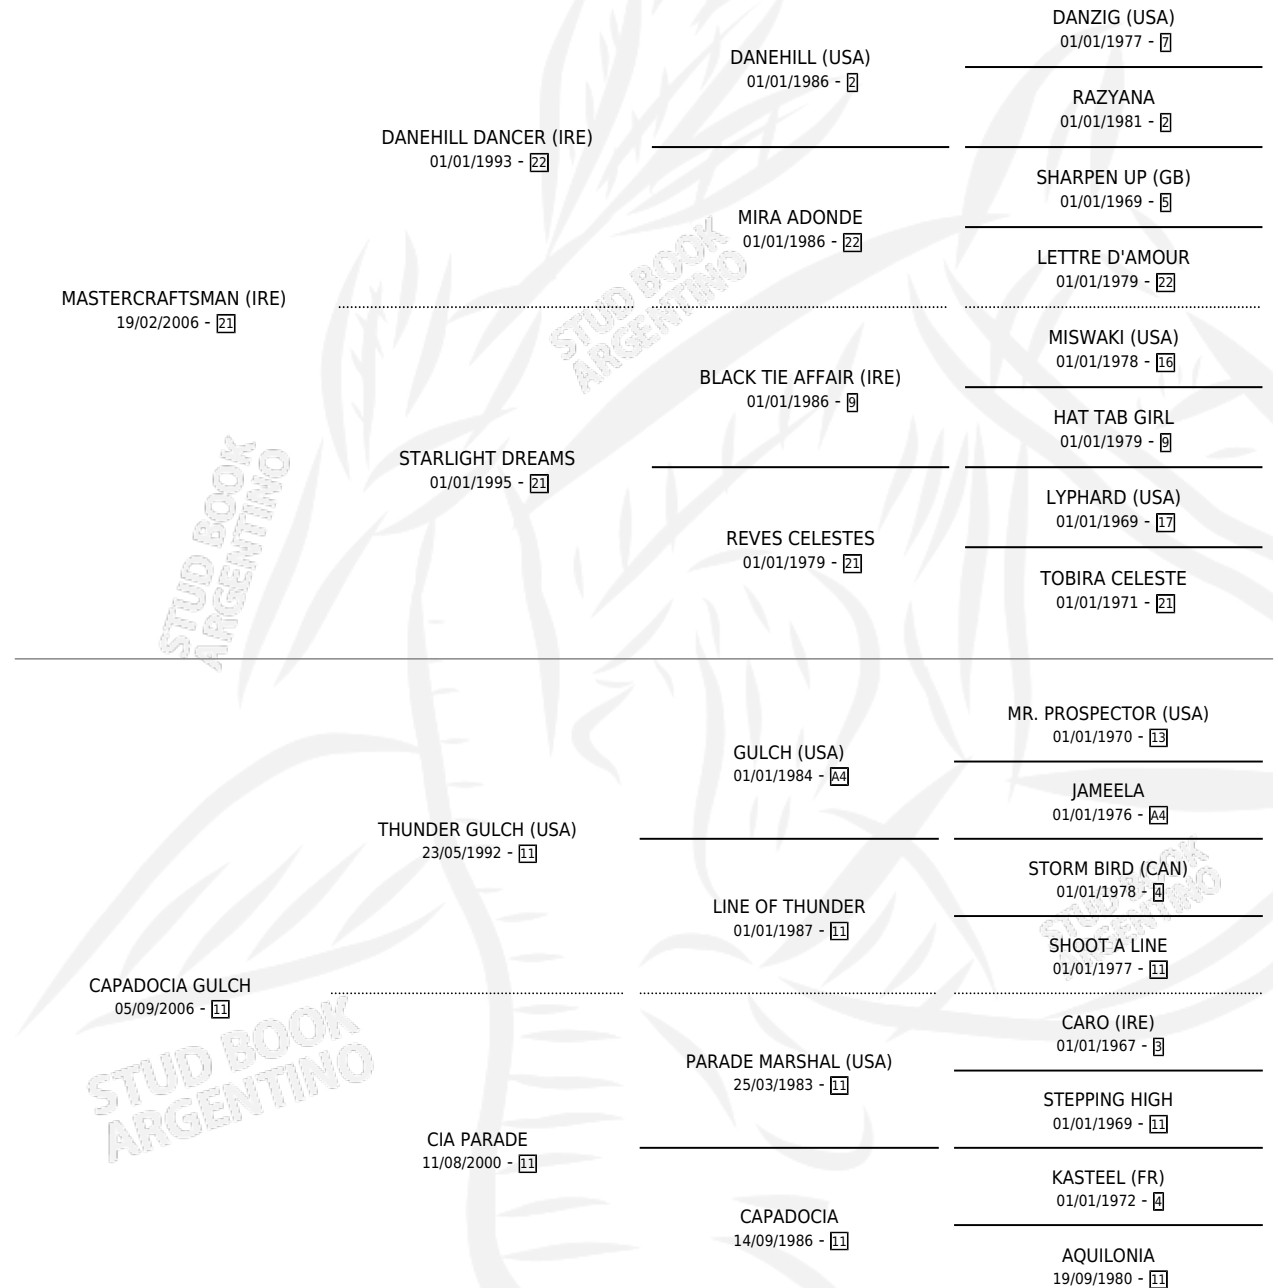 DANZIG (USA)
01/01/1977 - 7
DANEHILL (USA)
01/01/1986 - 2
RAZYANA
01/01/1981 - 2
DANEHILL DANCER (IRE)
01/01/1993 - 22
SHARPEN UP (GB)
01/01/1969 - 5
MIRA ADONDE
01/01/1986 - 22
LETTRE D'AMOUR
01/01/1979 - 22
MASTERCRAFTSMAN (IRE)
19/02/2006 - 21
MISWAKI (USA)
01/01/1978 - 16
BLACK TIE AFFAIR (IRE)
01/01/1986 - 9
HAT TAB GIRL
01/01/1979 - 9
STARLIGHT DREAMS
01/01/1995 - 21
LYPHARD (USA)
01/01/1969 - 17
REVES CELESTES
01/01/1979 - 21
TOBIRA CELESTE
01/01/1971 - 21
MR. PROSPECTOR (USA)
01/01/1970 - 13
GULCH (USA)
01/01/1984 - A4
JAMEELA
01/01/1976 - A4
THUNDER GULCH (USA)
23/05/1992 - 11
STORM BIRD (CAN)
01/01/1978 - 4
LINE OF THUNDER
01/01/1987 - 11
SHOOT A LINE
01/01/1977 - 11
CAPADOCIA GULCH
05/09/2006 - 11
CARO (IRE)
01/01/1967 - 3
PARADE MARSHAL (USA)
25/03/1983 - 11
STEPPING HIGH
01/01/1969 - 11
CIA PARADE
11/08/2000 - 11
KASTEEL (FR)
01/01/1972 - 4
CAPADOCIA
14/09/1986 - 11
AQUILONIA
19/09/1980 - 11
STUD BOOK
ARGENTINO
STUD BOOK
ARGENTINO
STUD BOOK
ARGENTINO
STUD BOOK
ARGENTINO